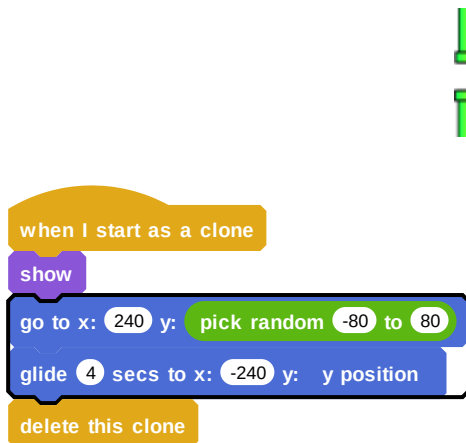 when I start as a clone
show
go to x: 240 y: pick random -80 to 80
glide 4 secs to x: -240 y: y position
delete this clone